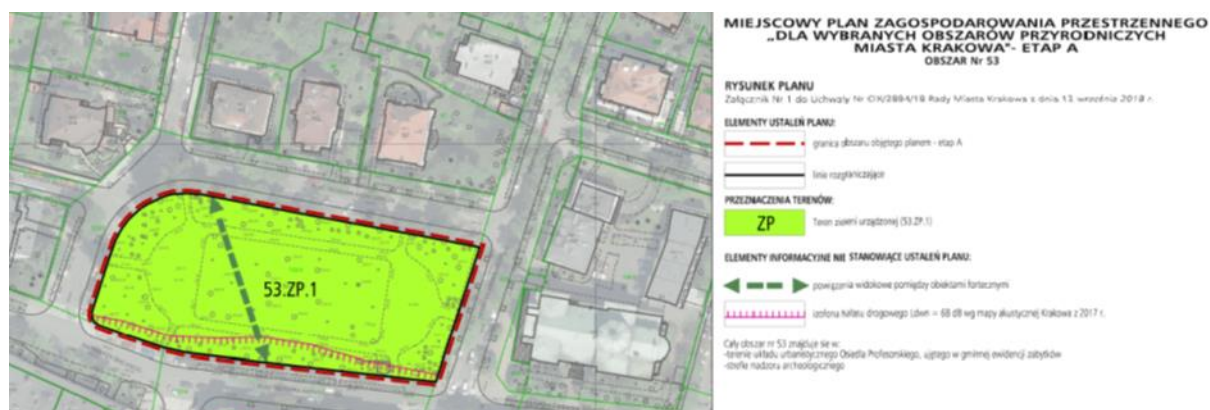 53.ZP.1
MIEJSCOWY PLAN ZAGOSPODAROWANIA PRZESTRZENNEGO
„DLA WYBRANYCH OBSZARÓW PRZYRODNICZYCH
MIASTA KRAKOWA"- ETAP A
OBSZAR Nr 53
RYSUNEK PLANU
Załącznik Nr 1 do Uchwały Nr CIX/2894/18 Rady Miasta Krakowa z dnia 12 września 2018 r.
ELEMENTY USTALEŃ PLANU:
granica obszaru objętego planem - etap A
linie rozgraniczające
PRZEZNACZENIA TERENÓW:
ZP
Teren zieleni urządzonej (53.ZP.1)
ELEMENTY INFORMACYJNE NIE STANOWIĄCE USTALEŃ PLANU:
powiązania widokowe pomiędzy obiektami fortecznymi
izofona hałasu drogowego Ldwn = 68 dB wg mapy akustycznej Krakowa z 2017 r.
Cały obszar nr 53 znajduje się w:
-terenie układu urbanistycznego Osiedla Profesorskiego, ujętego w gminnej ewidencji zabytków
-strefie nadzoru archeologicznego